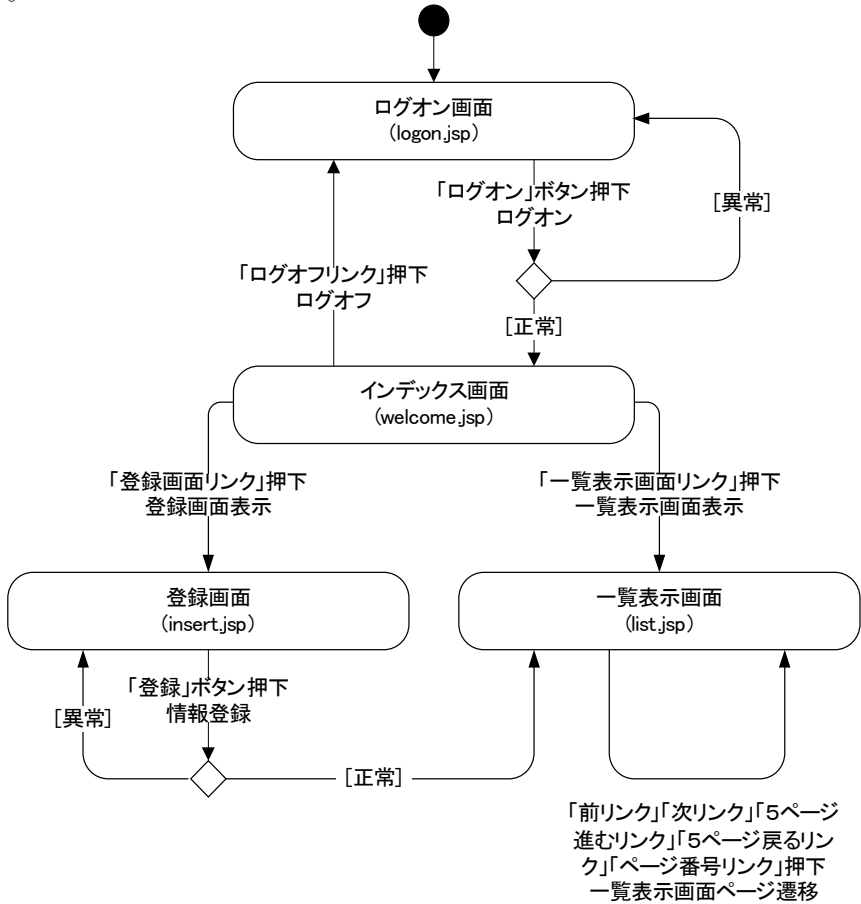 ログオン画面
(logon.jsp)
「ログオン」ボタン押下
ログオン
[異常]
「ログオフリンク」押下
ログオフ
[正常]
インデックス画面
(welcome.jsp)
「登録画面リンク」押下
登録画面表示
「一覧表示画面リンク」押下
一覧表示画面表示
登録画面
(insert.jsp)
一覧表示画面
(list.jsp)
「登録」ボタン押下
情報登録
[異常]
[正常]
「前リンク」「次リンク」「5ページ
進むリンク」「5ページ戻るリン
ク」「ページ番号リンク」押下
一覧表示画面ページ遷移